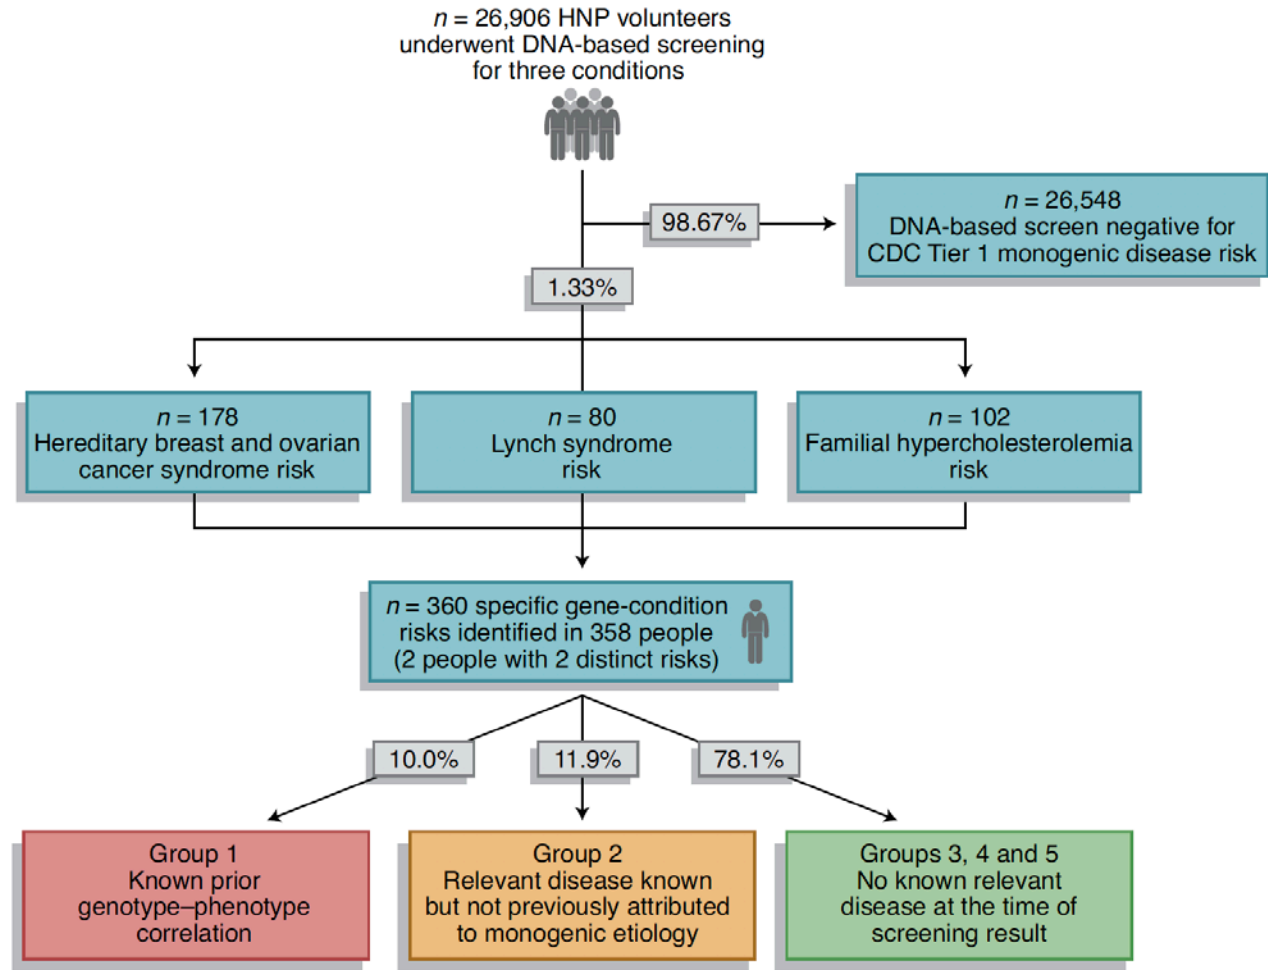 n = 26,906 HNP volunteers
underwent DNA-based screening
for three conditions
98.67%
n = 26,548
DNA-based screen negative for
CDC Tier 1 monogenic disease risk
1.33%
n = 178
Hereditary breast and ovarian
cancer syndrome risk
n = 80
Lynch syndrome
risk
n = 102
Familial hypercholesterolemia
risk
n = 360 specific gene-condition
risks identified in 358 people
(2 people with 2 distinct risks)
10.0%
11.9%
78.1%
Group 1
Known prior
genotype–phenotype
correlation
Group 2
Relevant disease known
but not previously attributed
to monogenic etiology
Groups 3, 4 and 5
No known relevant
disease at the time of
screening result